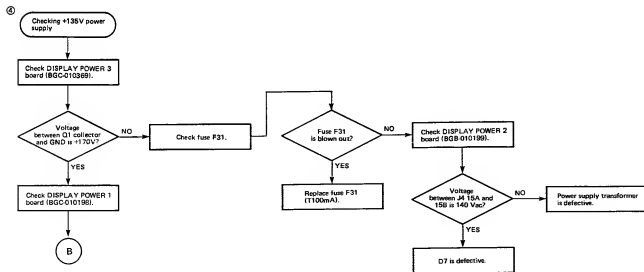 ④
Checking +135V power
supply
Check DISPLAY POWER 3
board (BGC-010369).
Voltage
between Q1 collector
and GND is +170V?
NO
Check fuse F31.
YES
Check DISPLAY POWER 1
board (BGC-010198).
B
Fuse F31
is blown out?
NO
YES
Replace fuse F31
(T100mA).
Check DISPLAY POWER 2
board (BGB-010199).
Voltage
between J4 15A and
15B is 140 Vac?
NO
Power supply transformer
is defective.
YES
D7 is defective.